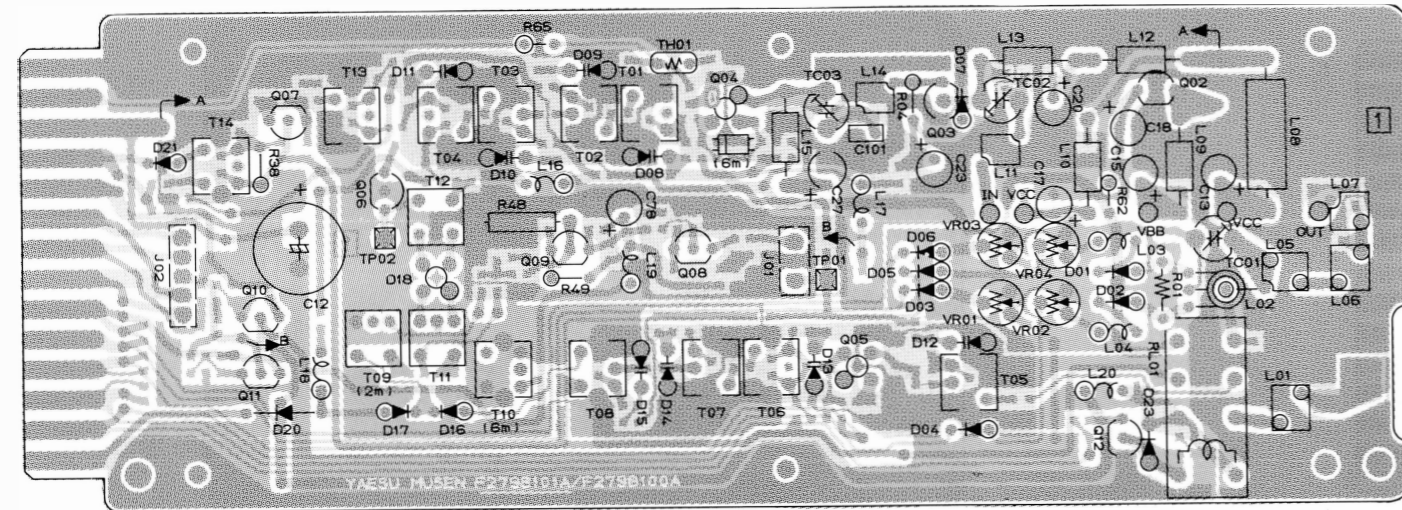 R65
TH01
L13
L12
A
D11
T03
D09
T01
Q04
TC03
L14
R04
D07
TC02
C20
Q02
T13
Q07
A
T14
D21
R38
Q03
C18
L08
1
L15
C101
T04
D10
T02
D08
(6m)
L16
C23
L11
L10
C15
L09
Q06
T12
R48
C78
C27
L17
IN
VCC
C17
R62
C13
L07
VR03
VBB
VCC
OUT
TP02
J02
Q09
L19
Q08
J01
B
TP01
D06
D05
D03
VR04
D01
L03
TC01
L05
D18
R49
C12
Q10
D02
R01
L02
L06
VR01
VR02
L04
B
D12
D13
Q05
RL01
Q11
L18
T09
(2m)
T11
T10
(6m)
T08
D15
D14
T07
T06
T05
L20
L01
D20
D17
D16
D04
Q12
YAESU MUSEN F2798101A/F2798100A